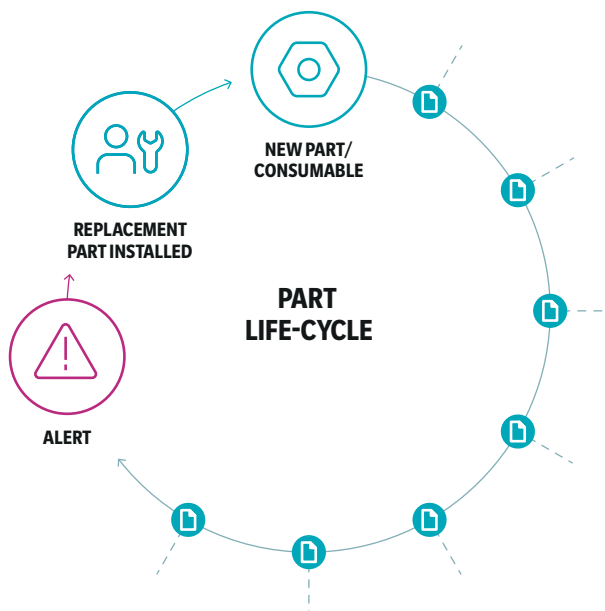 NEW PART/
CONSUMABLE
REPLACEMENT
PART INSTALLED
PART
LIFE-CYCLE
ALERT